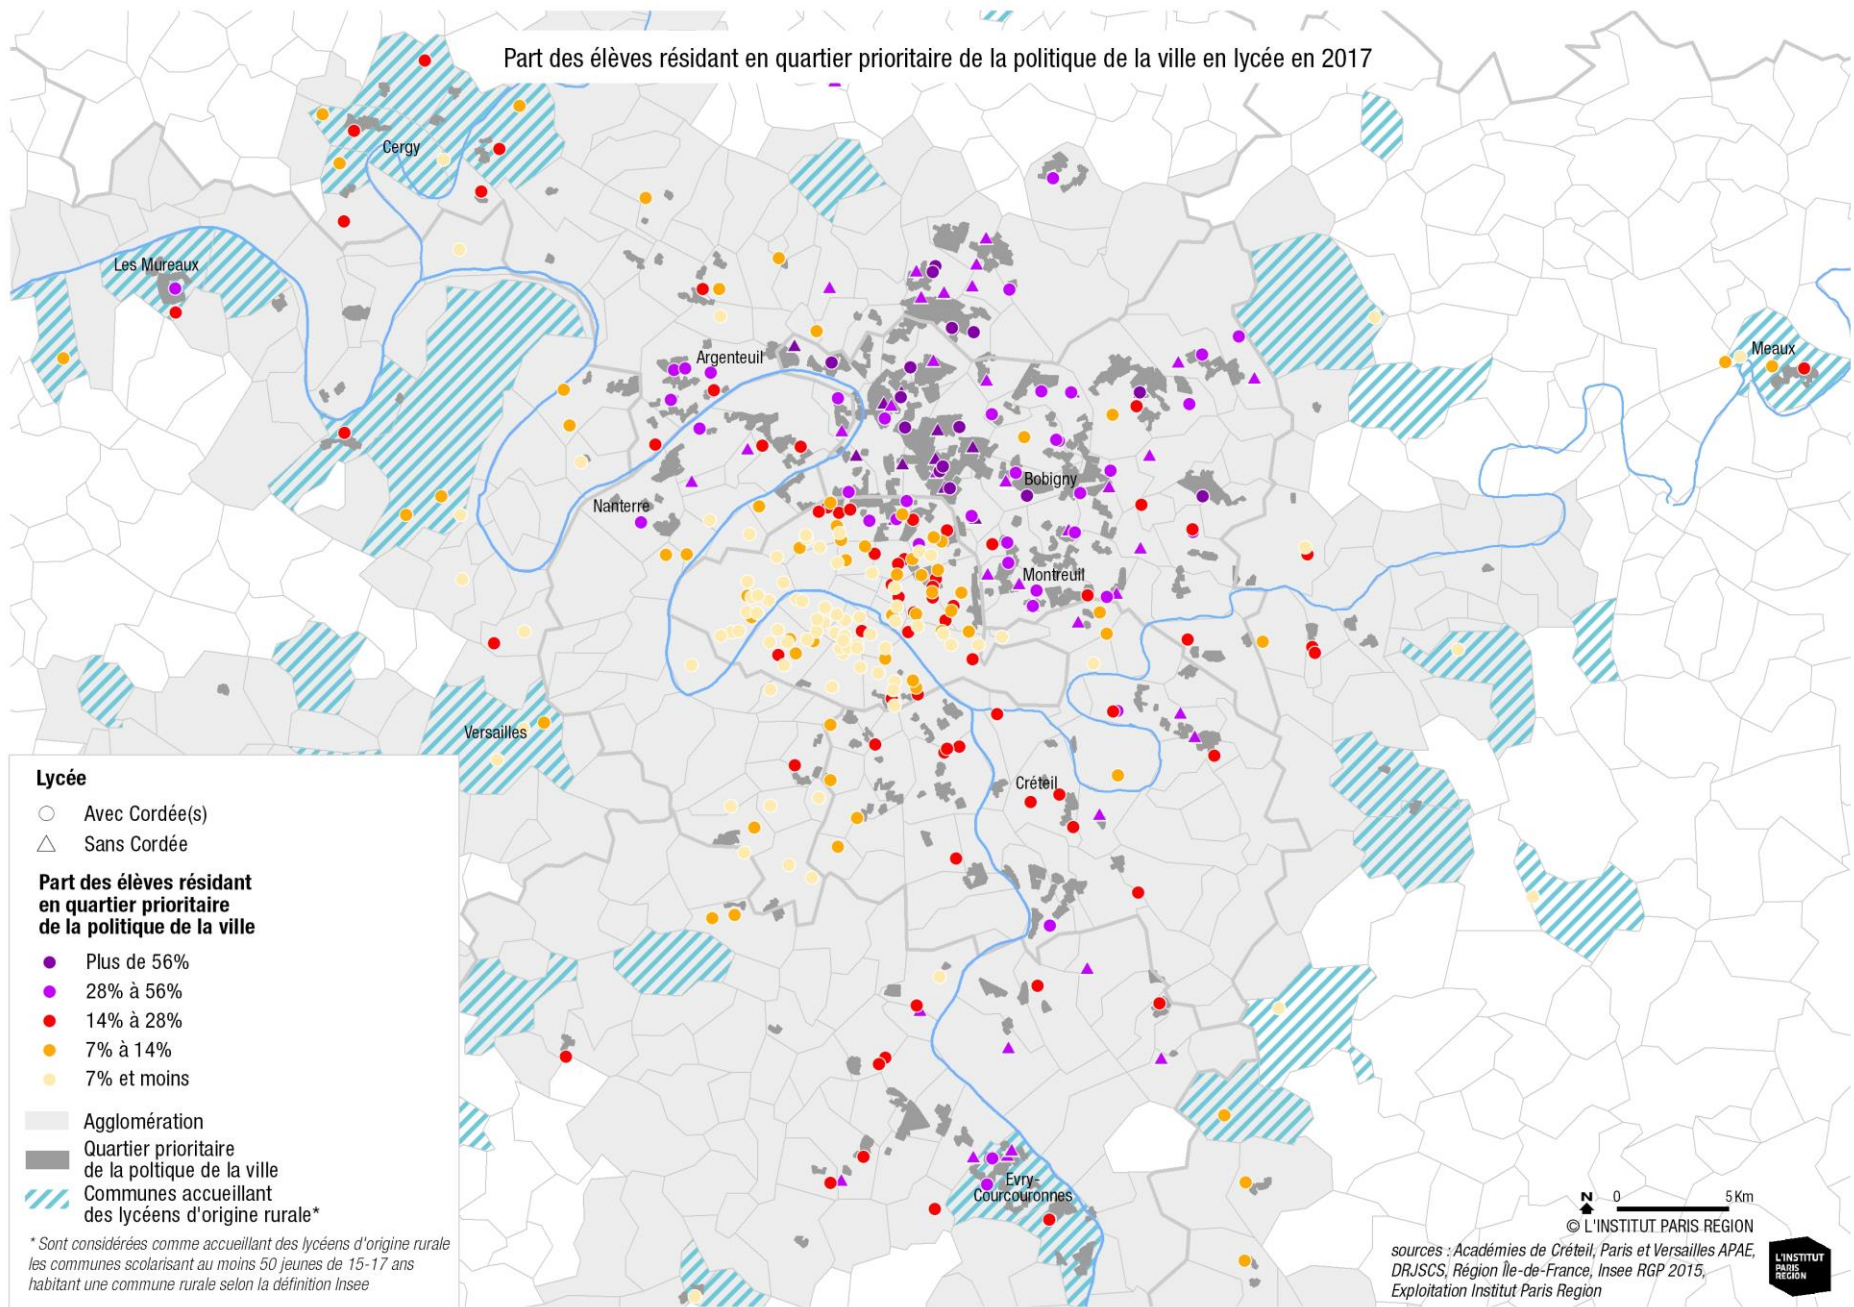 Part des élèves résidant en quartier prioritaire de la politique de la ville en lycée en 2017
Cergy
Les Mureaux
Argenteuil
Meaux
Nanterre
Bobigny
Montreuil
Versailles
Créteil
Evry-
Courcouronnes
Lycée
Avec Cordée(s)
Sans Cordée
Part des élèves résidant
en quartier prioritaire
de la politique de la ville
Plus de 56%
28% à 56%
14% à 28%
7% à 14%
7% et moins
Agglomération
Quartier prioritaire
de la poltique de la ville
Communes accueillant
des lycéens d'origine rurale*
* Sont considérées comme accueillant des lycéens d'origine rurale
les communes scolarisant au moins 50 jeunes de 15-17 ans
habitant une commune rurale selon la définition Insee
N
0 5 Km
© L'INSTITUT PARIS REGION
sources : Académies de Créteil, Paris et Versailles APAE,
DRJSCS, Région Île-de-France, Insee RGP 2015,
Exploitation Institut Paris Region
L'INSTITUT
PARIS
REGION